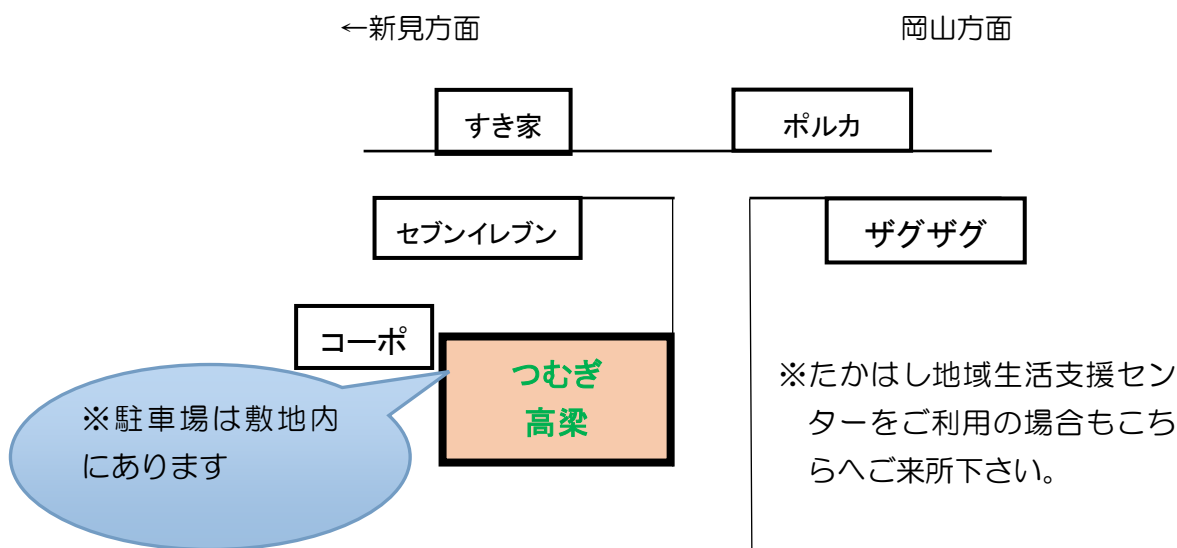 ←新見方面
岡山方面
すき家
ポルカ
セブンイレブン
ザグザグ
コーポ
つむぎ
高梁
※駐車場は敷地内
にあります
※たかはし地域生活支援セン
ターをご利用の場合もこち
らへご来所下さい。